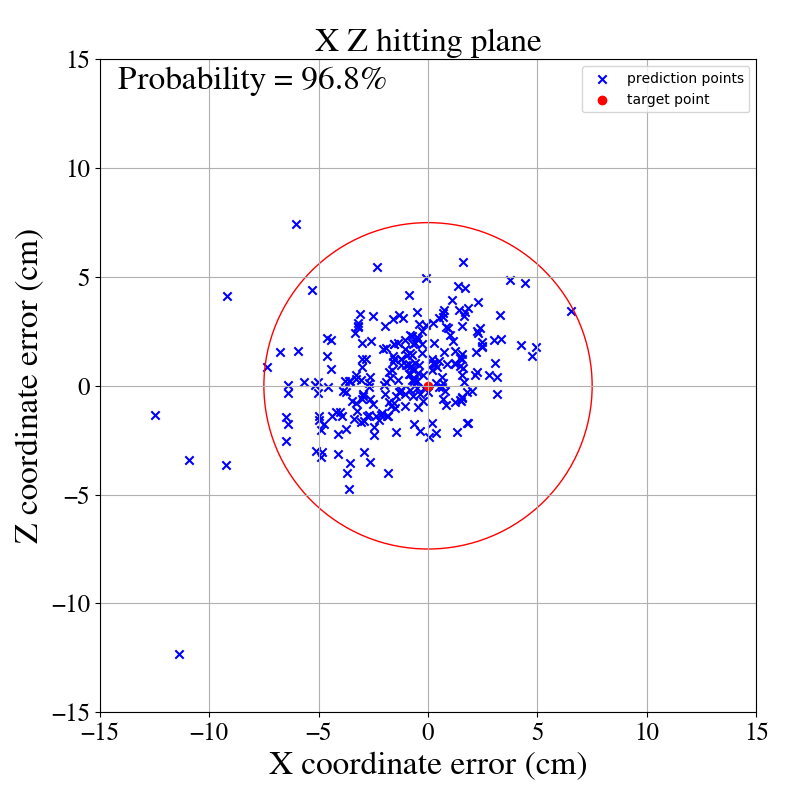 X Z hitting plane
Probability = 96.8%
prediction points
target point
15
10
5
0
−5
−10
−15
Z coordinate error (cm)
−15 −10 −5 0 5 10 15
X coordinate error (cm)